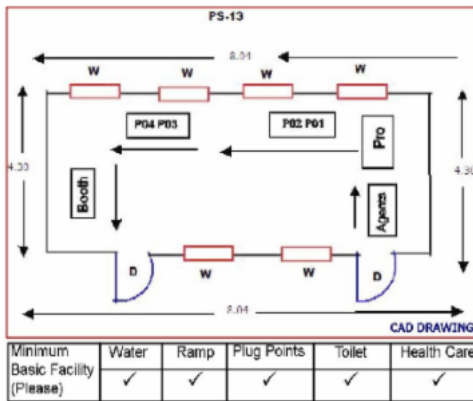 PS-13
8.04
W W W W
P04 P03 P02 P01
Pro
4.30 4.30
Booth
Agents
D W W D
8.04
CAD DRAWING
Minimum Basic Facility (Please) Water Ramp Plug Points Toilet Health Care
✓ ✓ ✓ ✓ ✓